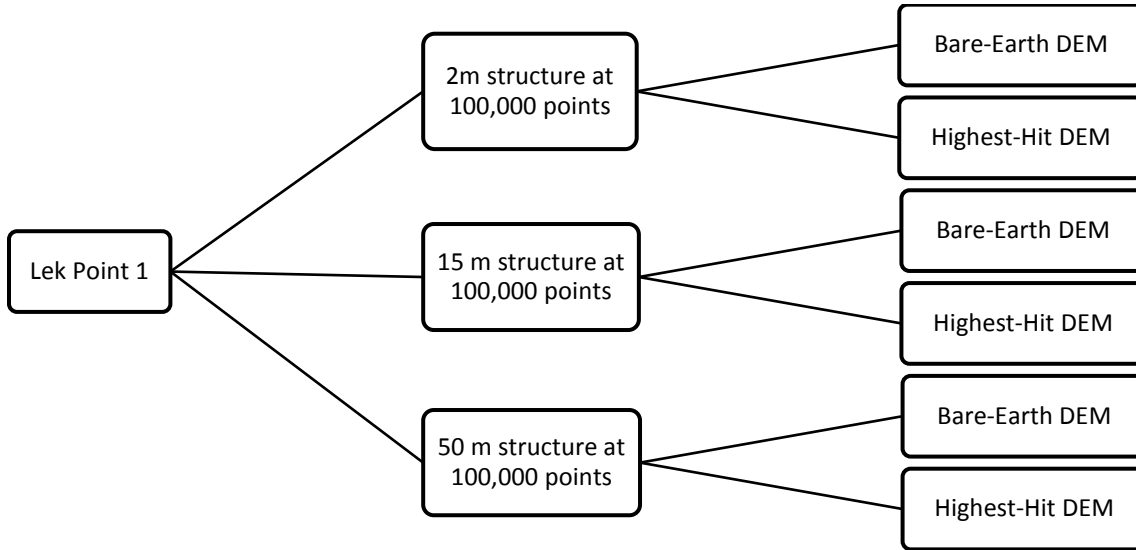 Lek Point 1
2m structure at
100,000 points
Bare-Earth DEM
Highest-Hit DEM
15 m structure at
100,000 points
Bare-Earth DEM
Highest-Hit DEM
50 m structure at
100,000 points
Bare-Earth DEM
Highest-Hit DEM